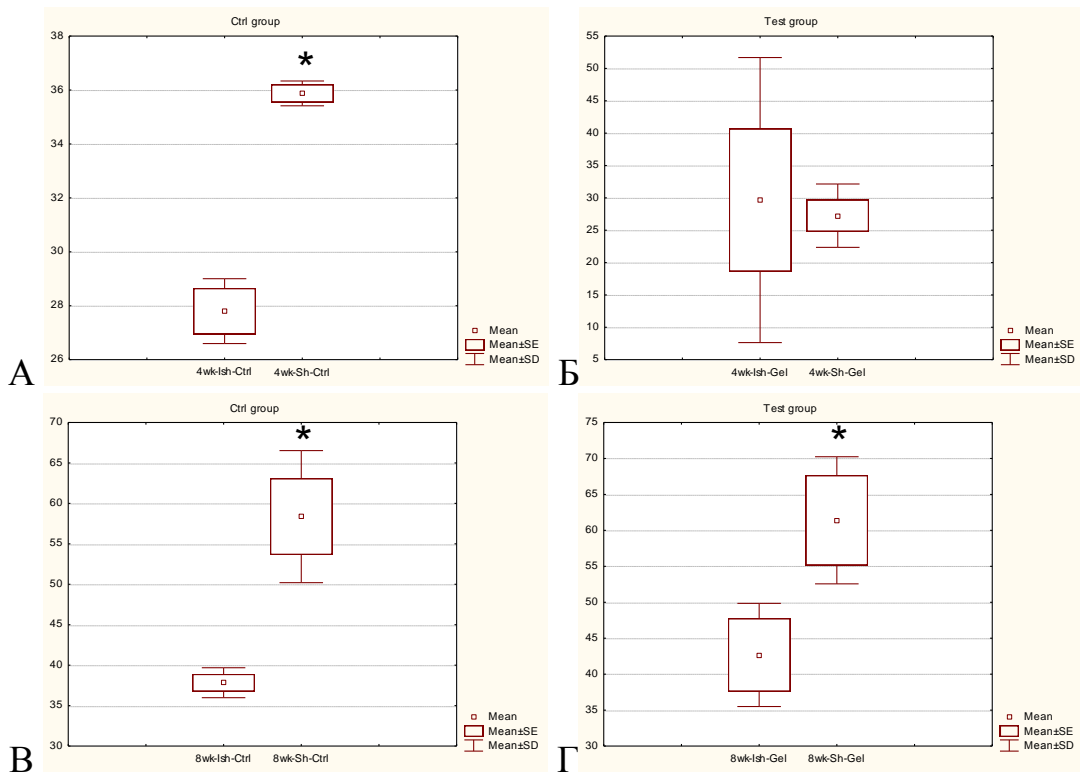 Ctrl group
38
36
34
32
30
28
26
*
4wk-Ish-Ctrl 4wk-Sh-Ctrl
Mean
Mean±SE
Mean±SD
А
Test group
55
50
45
40
35
30
25
20
15
10
5
4wk-Ish-Gel 4wk-Sh-Gel
Mean
Mean±SE
Mean±SD
Б
Ctrl group
70
65
60
55
50
45
40
35
30
*
8wk-Ish-Ctrl 8wk-Sh-Ctrl
Mean
Mean±SE
Mean±SD
В
Test group
75
70
65
60
55
50
45
40
35
30
*
8wk-Ish-Gel 8wk-Sh-Gel
Mean
Mean±SE
Mean±SD
Г